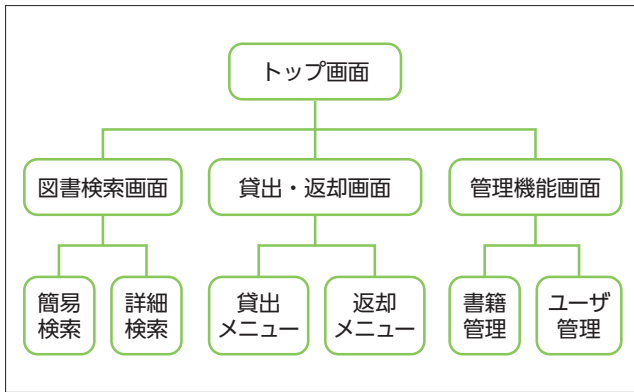 トップ画面
図書検索画面
貸出・返却画面
管理機能画面
簡易
検索
詳細
検索
貸出
メニュー
返却
メニュー
書籍
管理
ユーザ
管理